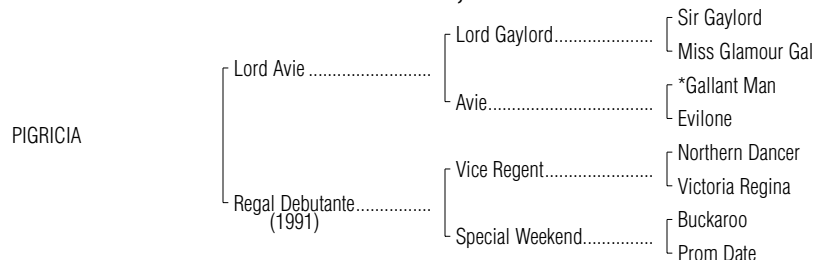 Sir Gaylord
Lord Gaylord.....................
Miss Glamour Gal
Lord Avie ..........................
*Gallant Man
Avie...................................
Evilone
PIGRICIA
Northern Dancer
Vice Regent.......................
Victoria Regina
Regal Debutante................
(1991)
Buckaroo
Special Weekend...............
Prom Date